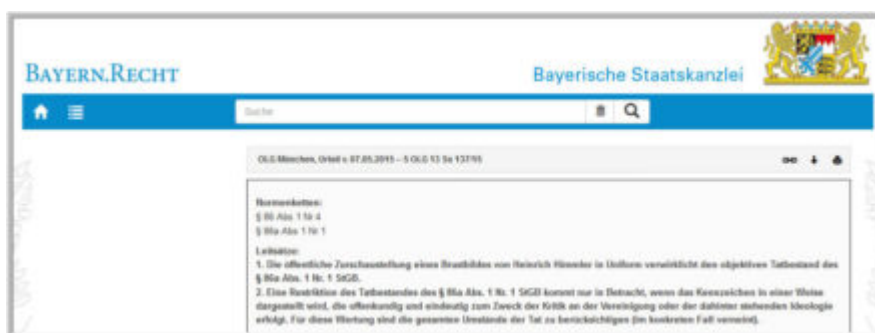 BAYERN.RECHT
Bayerische Staatskanzlei
Suche
OLG München, Urteil v. 07.05.2015 – 5 OLG 13 Ss 137/15
Normenketten:
§ 86 Abs. 1 Nr 4
§ 86a Abs. 1 Nr 1
Leitsätze:
1. Die öffentliche Zurschaustellung eines Brustbildes von Heinrich Himmler in Uniform verwirklicht den objektiven Tatbestand des
§ 86a Abs. 1 Nr. 1 StGB.
2. Eine Restriktion des Tatbestandes des § 86a Abs. 1 Nr. 1 StGB kommt nur in Betracht, wenn das Kennzeichen in einer Weise
dargestellt wird, die offenkundig und eindeutig zum Zweck der Kritik an der Vereinigung oder der dahinter stehenden Ideologie
erfolgt. Für diese Wertung sind die gesamten Umstände der Tat zu berücksichtigen (im konkreten Fall verneint).